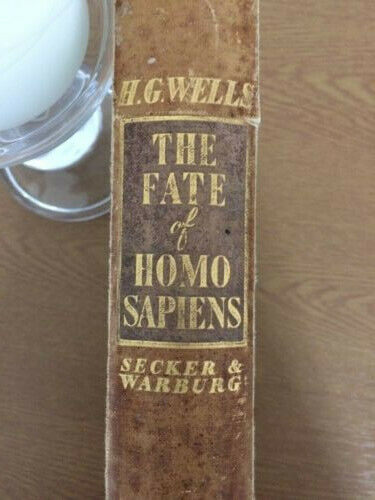 H.G.WELLS
THE
FATE
of
HOMO
SAPIENS
SECKER &
WARBURG